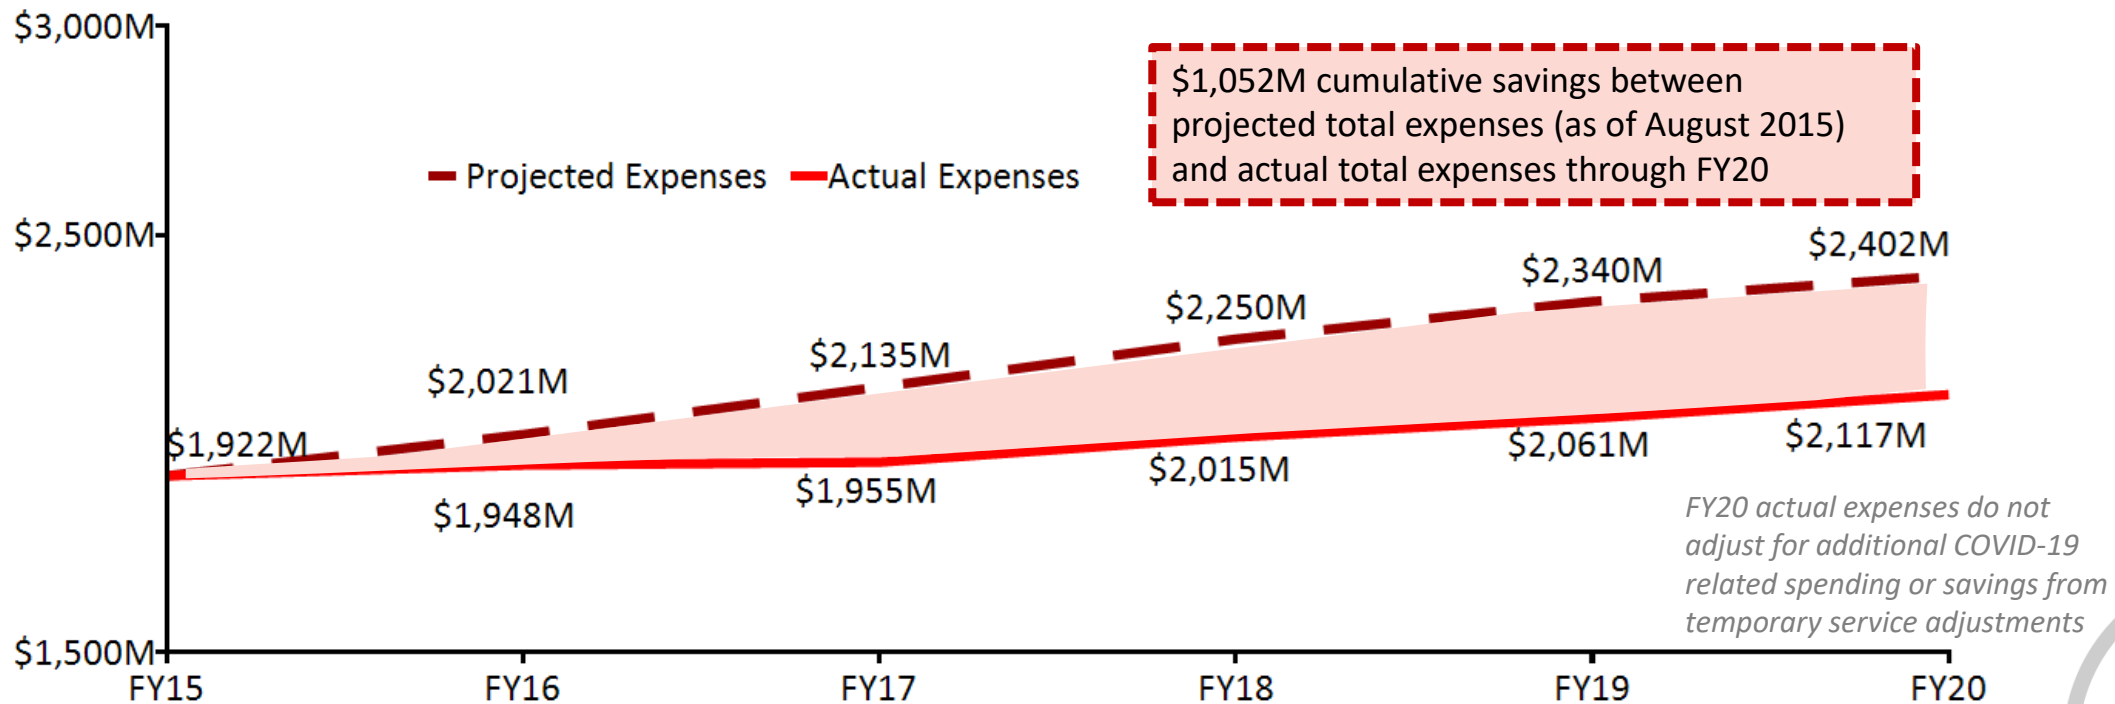 $3,000M
$1,052M cumulative savings between
projected total expenses (as of August 2015)
and actual total expenses through FY20
Projected Expenses Actual Expenses
$2,500M
$2,402M
$2,340M
$2,250M
$2,135M
$2,021M
$1,922M
$1,948M
$1,955M
$2,015M
$2,061M
$2,117M
FY20 actual expenses do not
adjust for additional COVID-19
related spending or savings from
temporary service adjustments
$1,500M
FY15 FY16 FY17 FY18 FY19 FY20